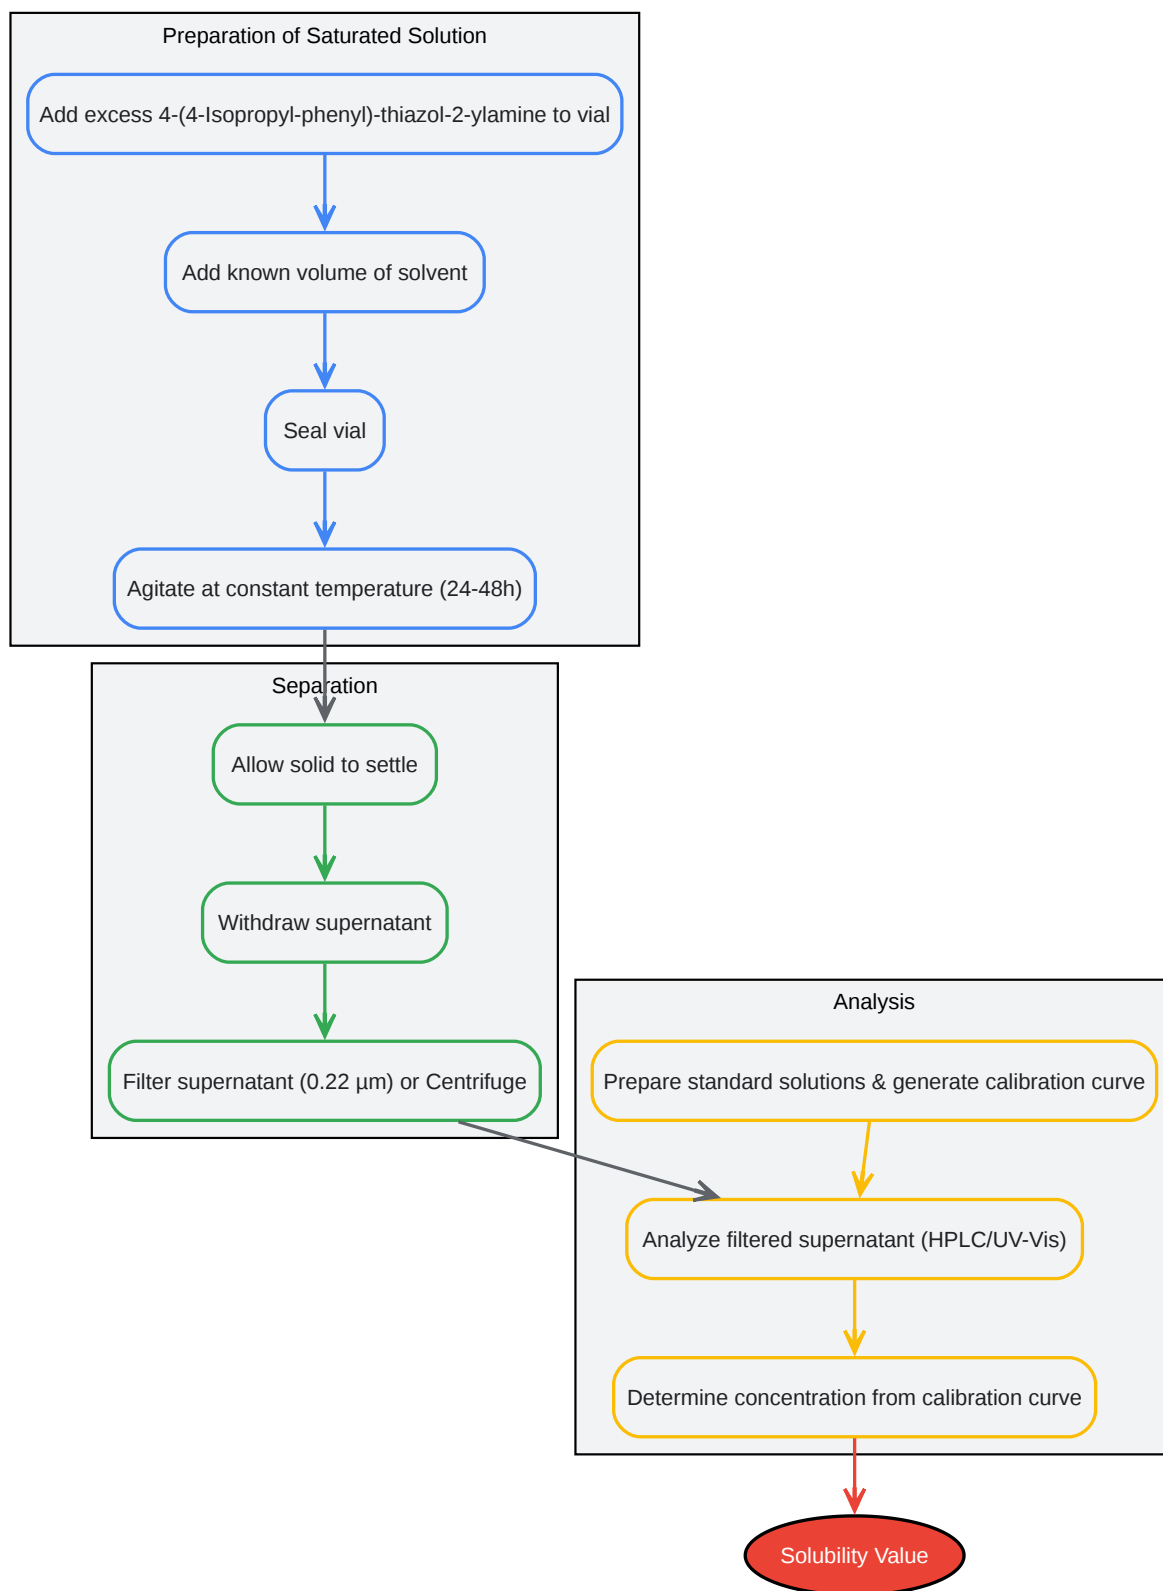 Preparation of Saturated Solution
Add excess 4-(4-Isopropyl-phenyl)-thiazol-2-ylamine to vial
Add known volume of solvent
Seal vial
Agitate at constant temperature (24-48h)
Separation
Allow solid to settle
Withdraw supernatant
Filter supernatant (0.22 µm) or Centrifuge
Analysis
Prepare standard solutions & generate calibration curve
Analyze filtered supernatant (HPLC/UV-Vis)
Determine concentration from calibration curve
Solubility Value